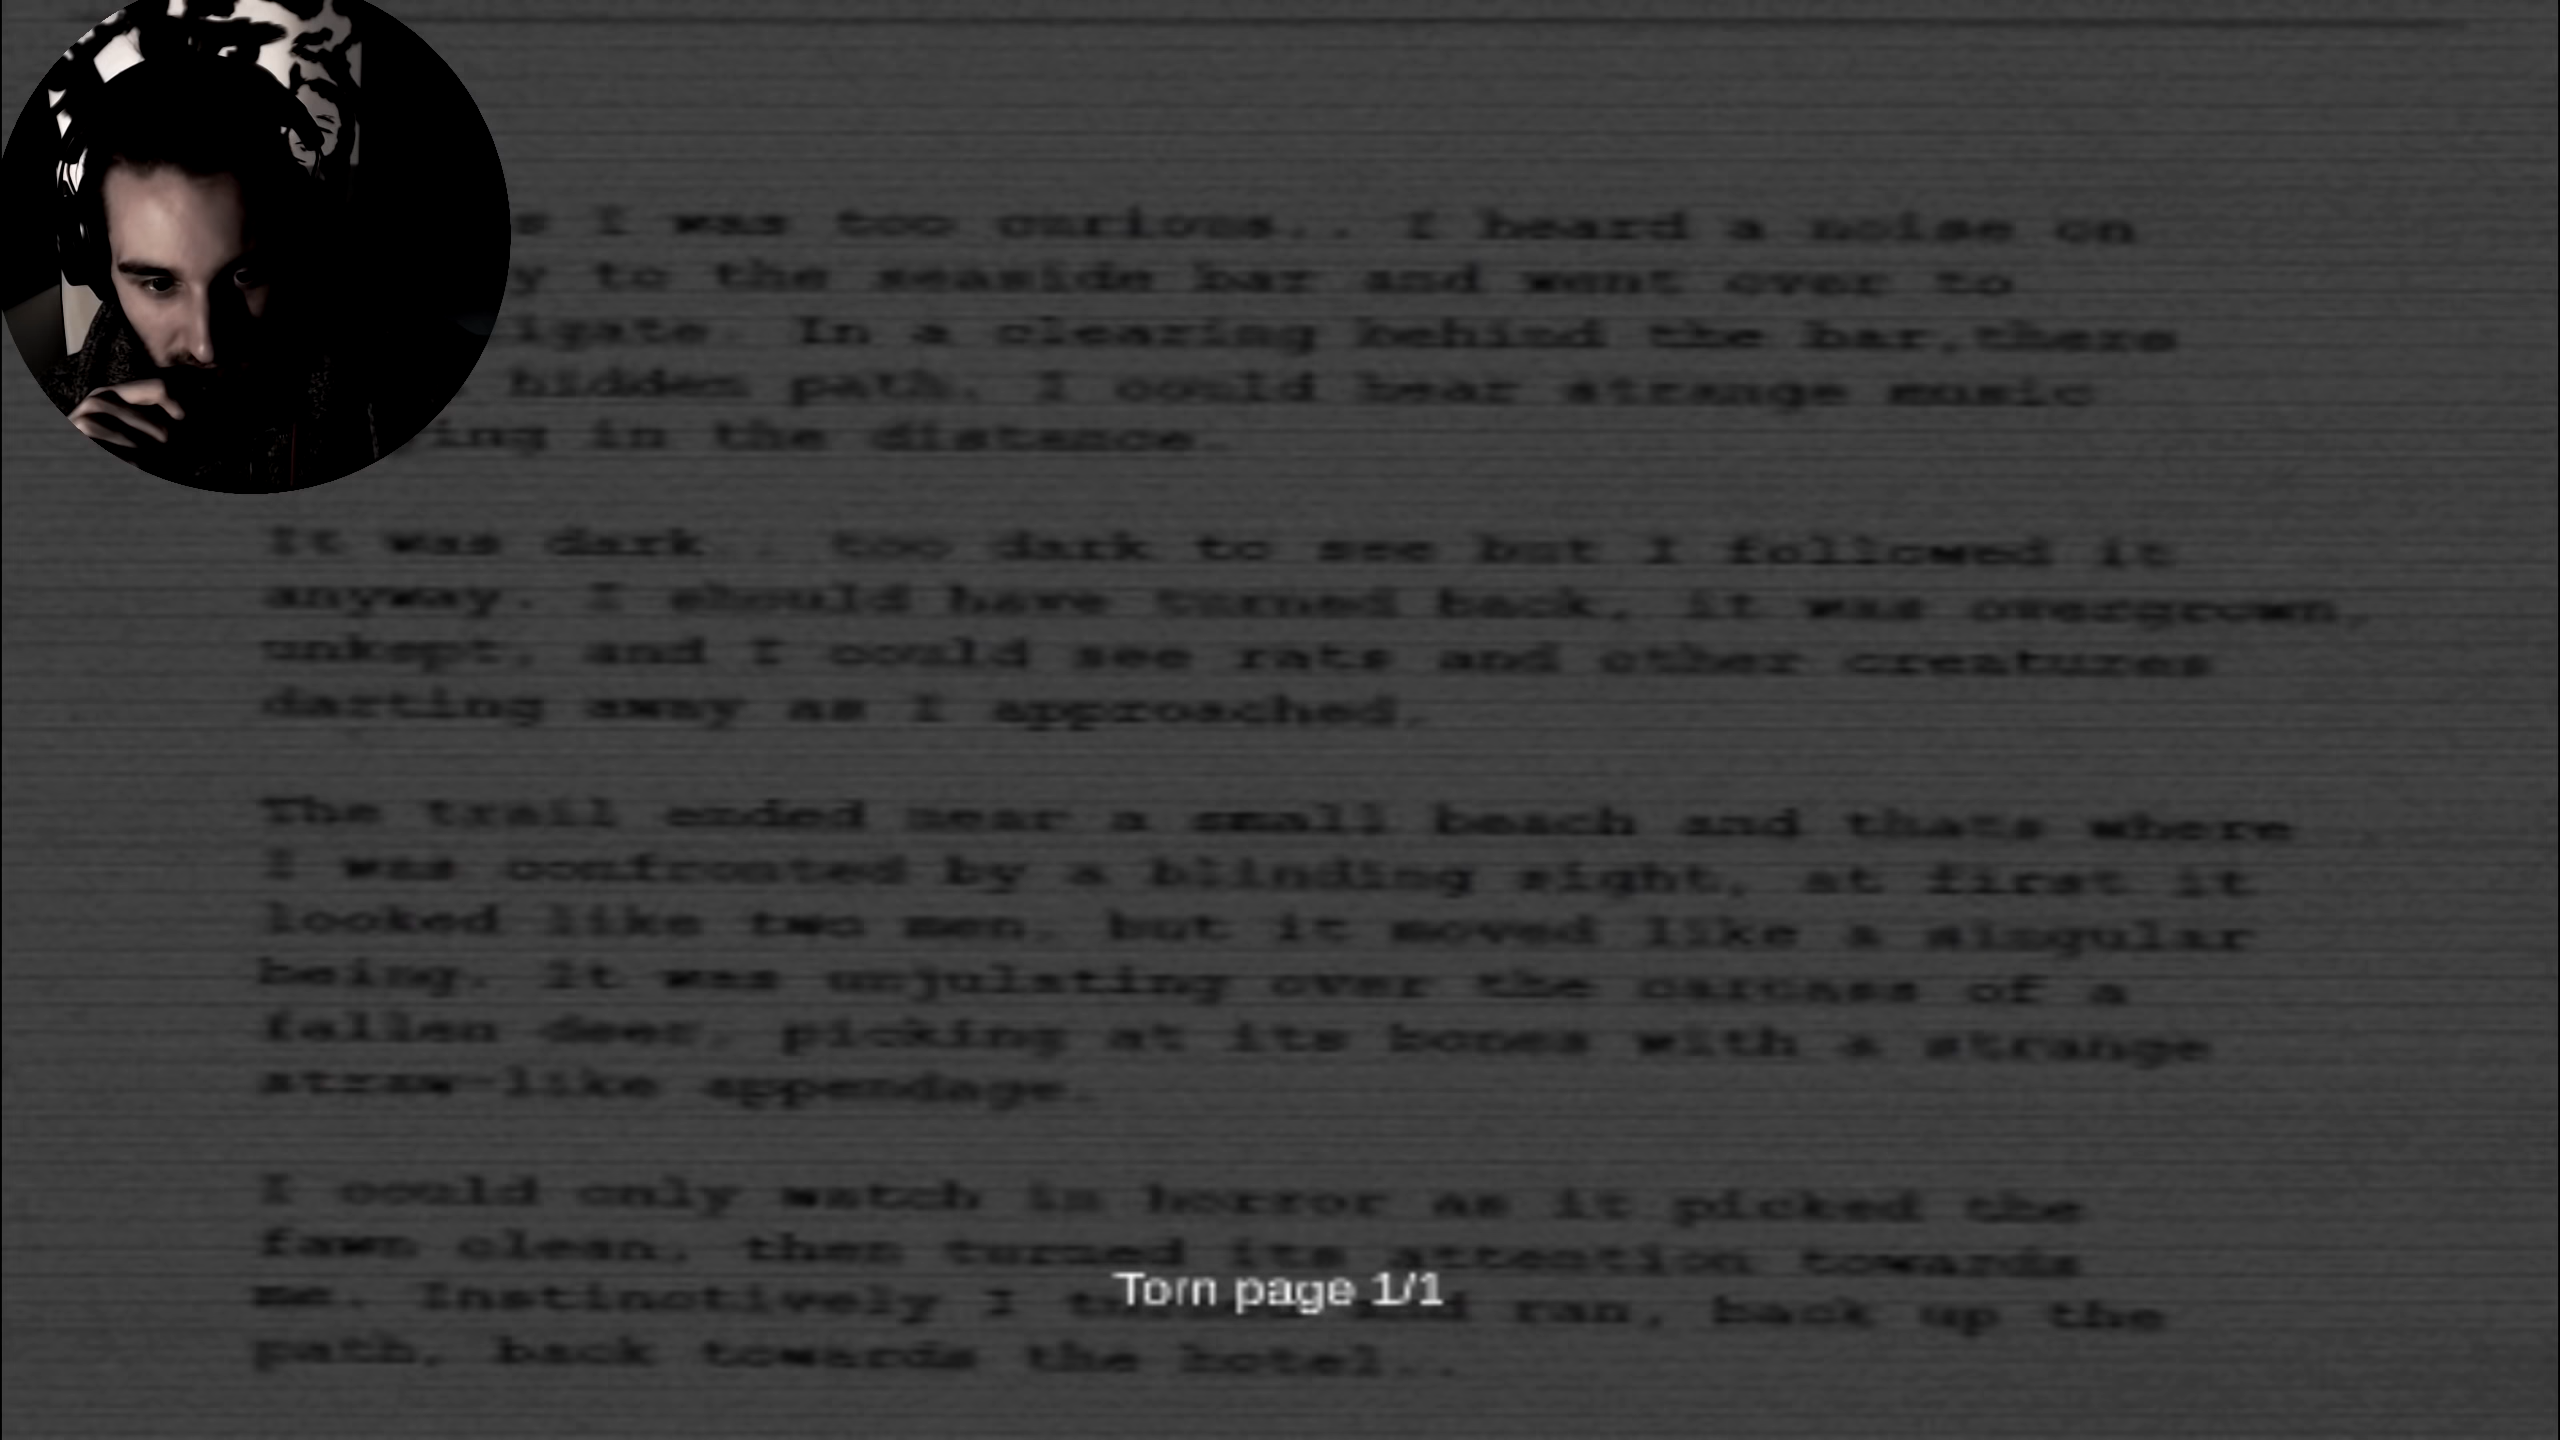 I was too curious.. I heard a noise on
to the seaside bar and went over to
In a clearing behind the bar,there
hidden path. I could hear strange music
in the distance.
It was dark.. too dark to see but I followed it
anyway. I should have turned back, it was overgrown,
unkept, and I could see rats and other creatures
darting away as I approached.
The trail ended near a small beach and thats where
I was confronted by a blinding sight, at first it
looked like two men, but it moved like a singular
being. It was unjulating over the carcass of a
fallen deer, picking at its bones with a strange
straw-like appendage.
I could only watch in horror as it picked the
fawn clean, then turned its attention towards
me. Instinctively I and ran, back up the
path, back towards the hotel..
Torn page 1/1